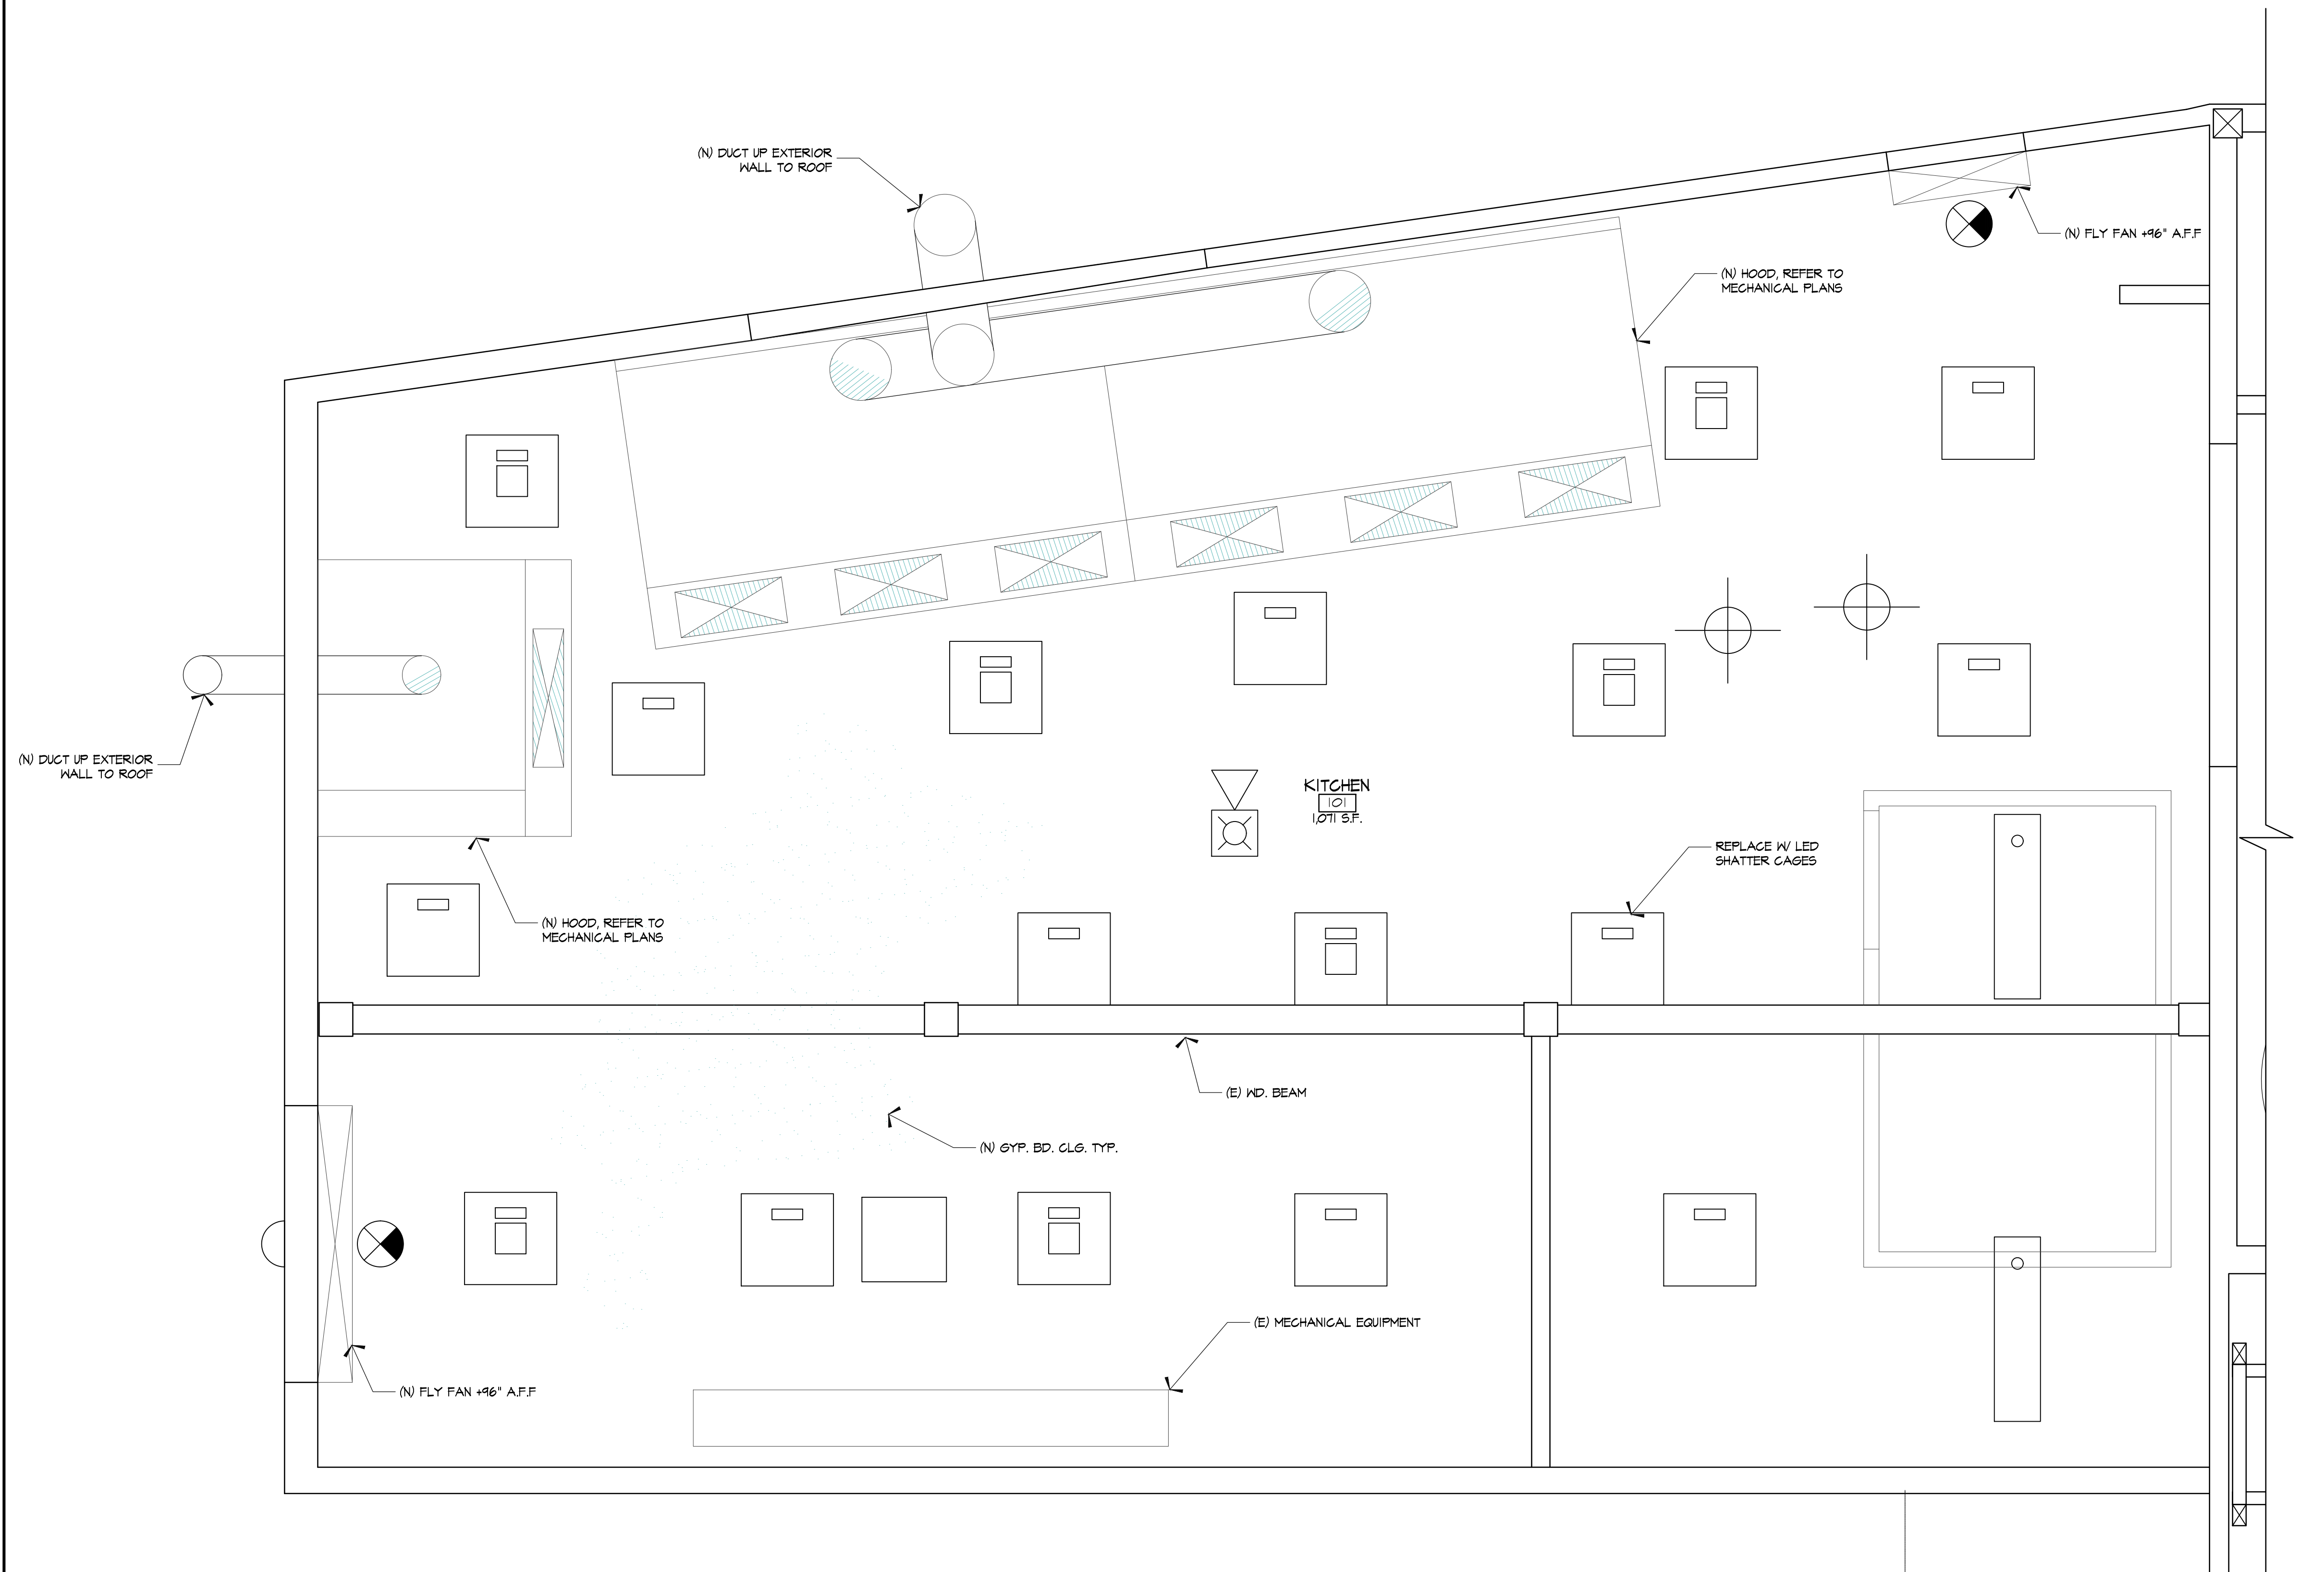 (N) DUCT UP EXTERIOR
WALL TO ROOF
(N) FLY FAN +96" A.F.F
(N) HOOD, REFER TO
MECHANICAL PLANS
(N) DUCT UP EXTERIOR
WALL TO ROOF
KITCHEN
101
1,071 S.F.
REPLACE W/ LED
SHATTER CAGES
(N) HOOD, REFER TO
MECHANICAL PLANS
(E) WD. BEAM
(N) GYP. BD. CLG. TYP.
(E) MECHANICAL EQUIPMENT
(N) FLY FAN +96" A.F.F